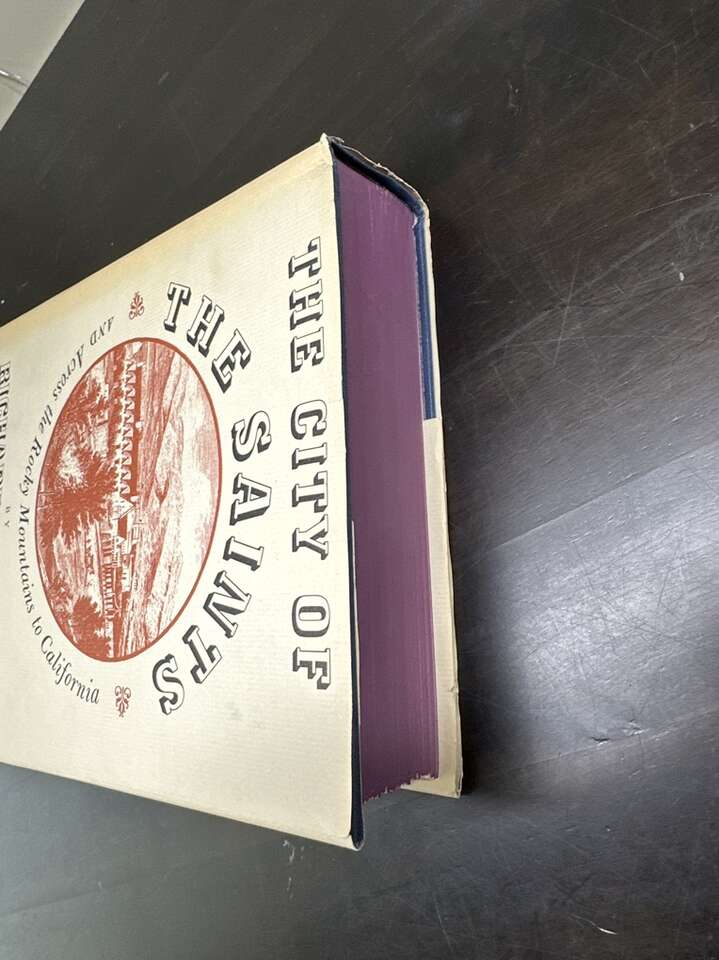 THE CITY OF
THE SAINTS
AND Across the Rocky Mountains to California
BY